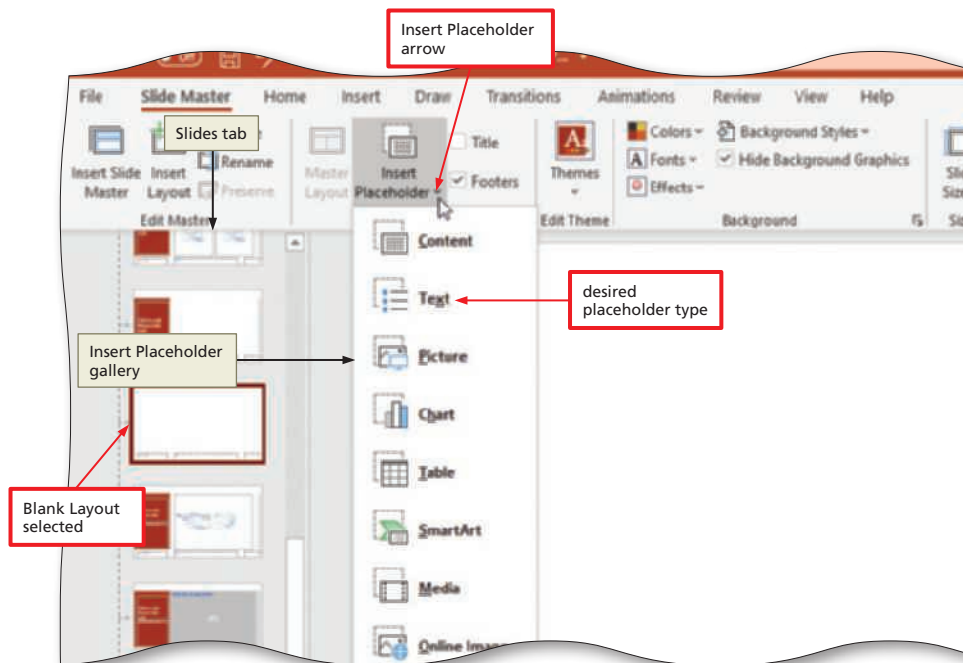 Insert Placeholder
arrow
Off
File Slide Master Home Insert Draw Transitions Animations Review View Help
Slides tab
Insert Slide
Master
Insert
Layout
Rename
Preserve
Edit Master
Master
Layout
Insert
Placeholder
Title
Footers
Themes
Edit Theme
Colors
Fonts
Effects
Background Styles
Hide Background Graphics
Background
Content
Text
desired
placeholder type
Insert Placeholder
gallery
Picture
Chart
Table
Blank Layout
selected
SmartArt
Media
Online